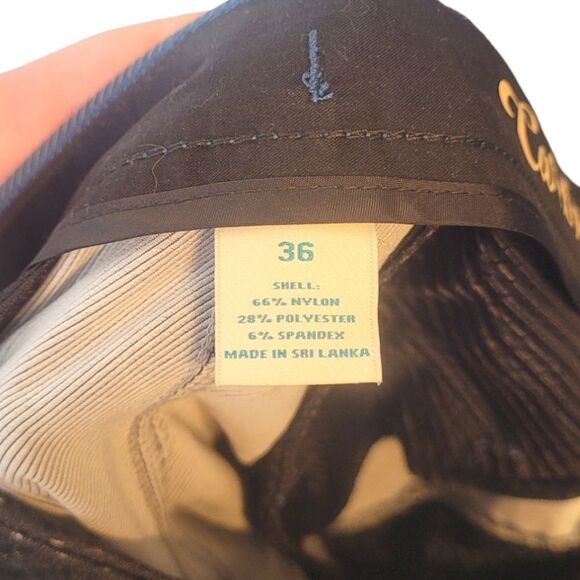 36
SHELL:
66% NYLON
28% POLYESTER
6% SPANDEX
MADE IN SRI LANKA